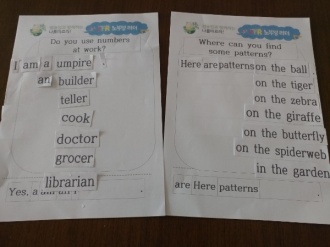 Do you use numbers
at work?
I am a umpire
an builder
teller
cook
doctor
grocer
librarian
Yes, a
Where can you find
some patterns?
Here are patterns on the ball
on the tiger
on the zebra
on the giraffe
on the butterfly
on the spiderweb
in the garden
are Here patterns